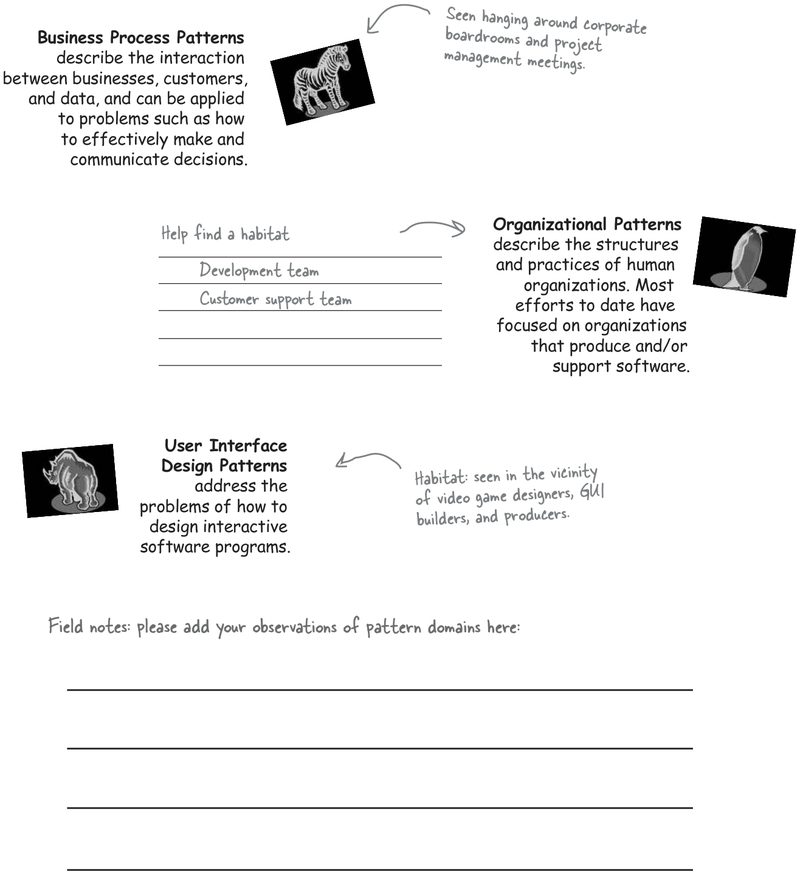 Business Process Patterns
describe the interaction
between businesses, customers,
and data, and can be applied
to problems such as how
to effectively make and
communicate decisions.
Seen hanging around corporate
boardrooms and project
management meetings.
Help find a habitat
Development team
Customer support team
Organizational Patterns
describe the structures
and practices of human
organizations. Most
efforts to date have
focused on organizations
that produce and/or
support software.
User Interface
Design Patterns
address the
problems of how to
design interactive
software programs.
Habitat: seen in the vicinity
of video game designers, GUI
builders, and producers.
Field notes: please add your observations of pattern domains here: